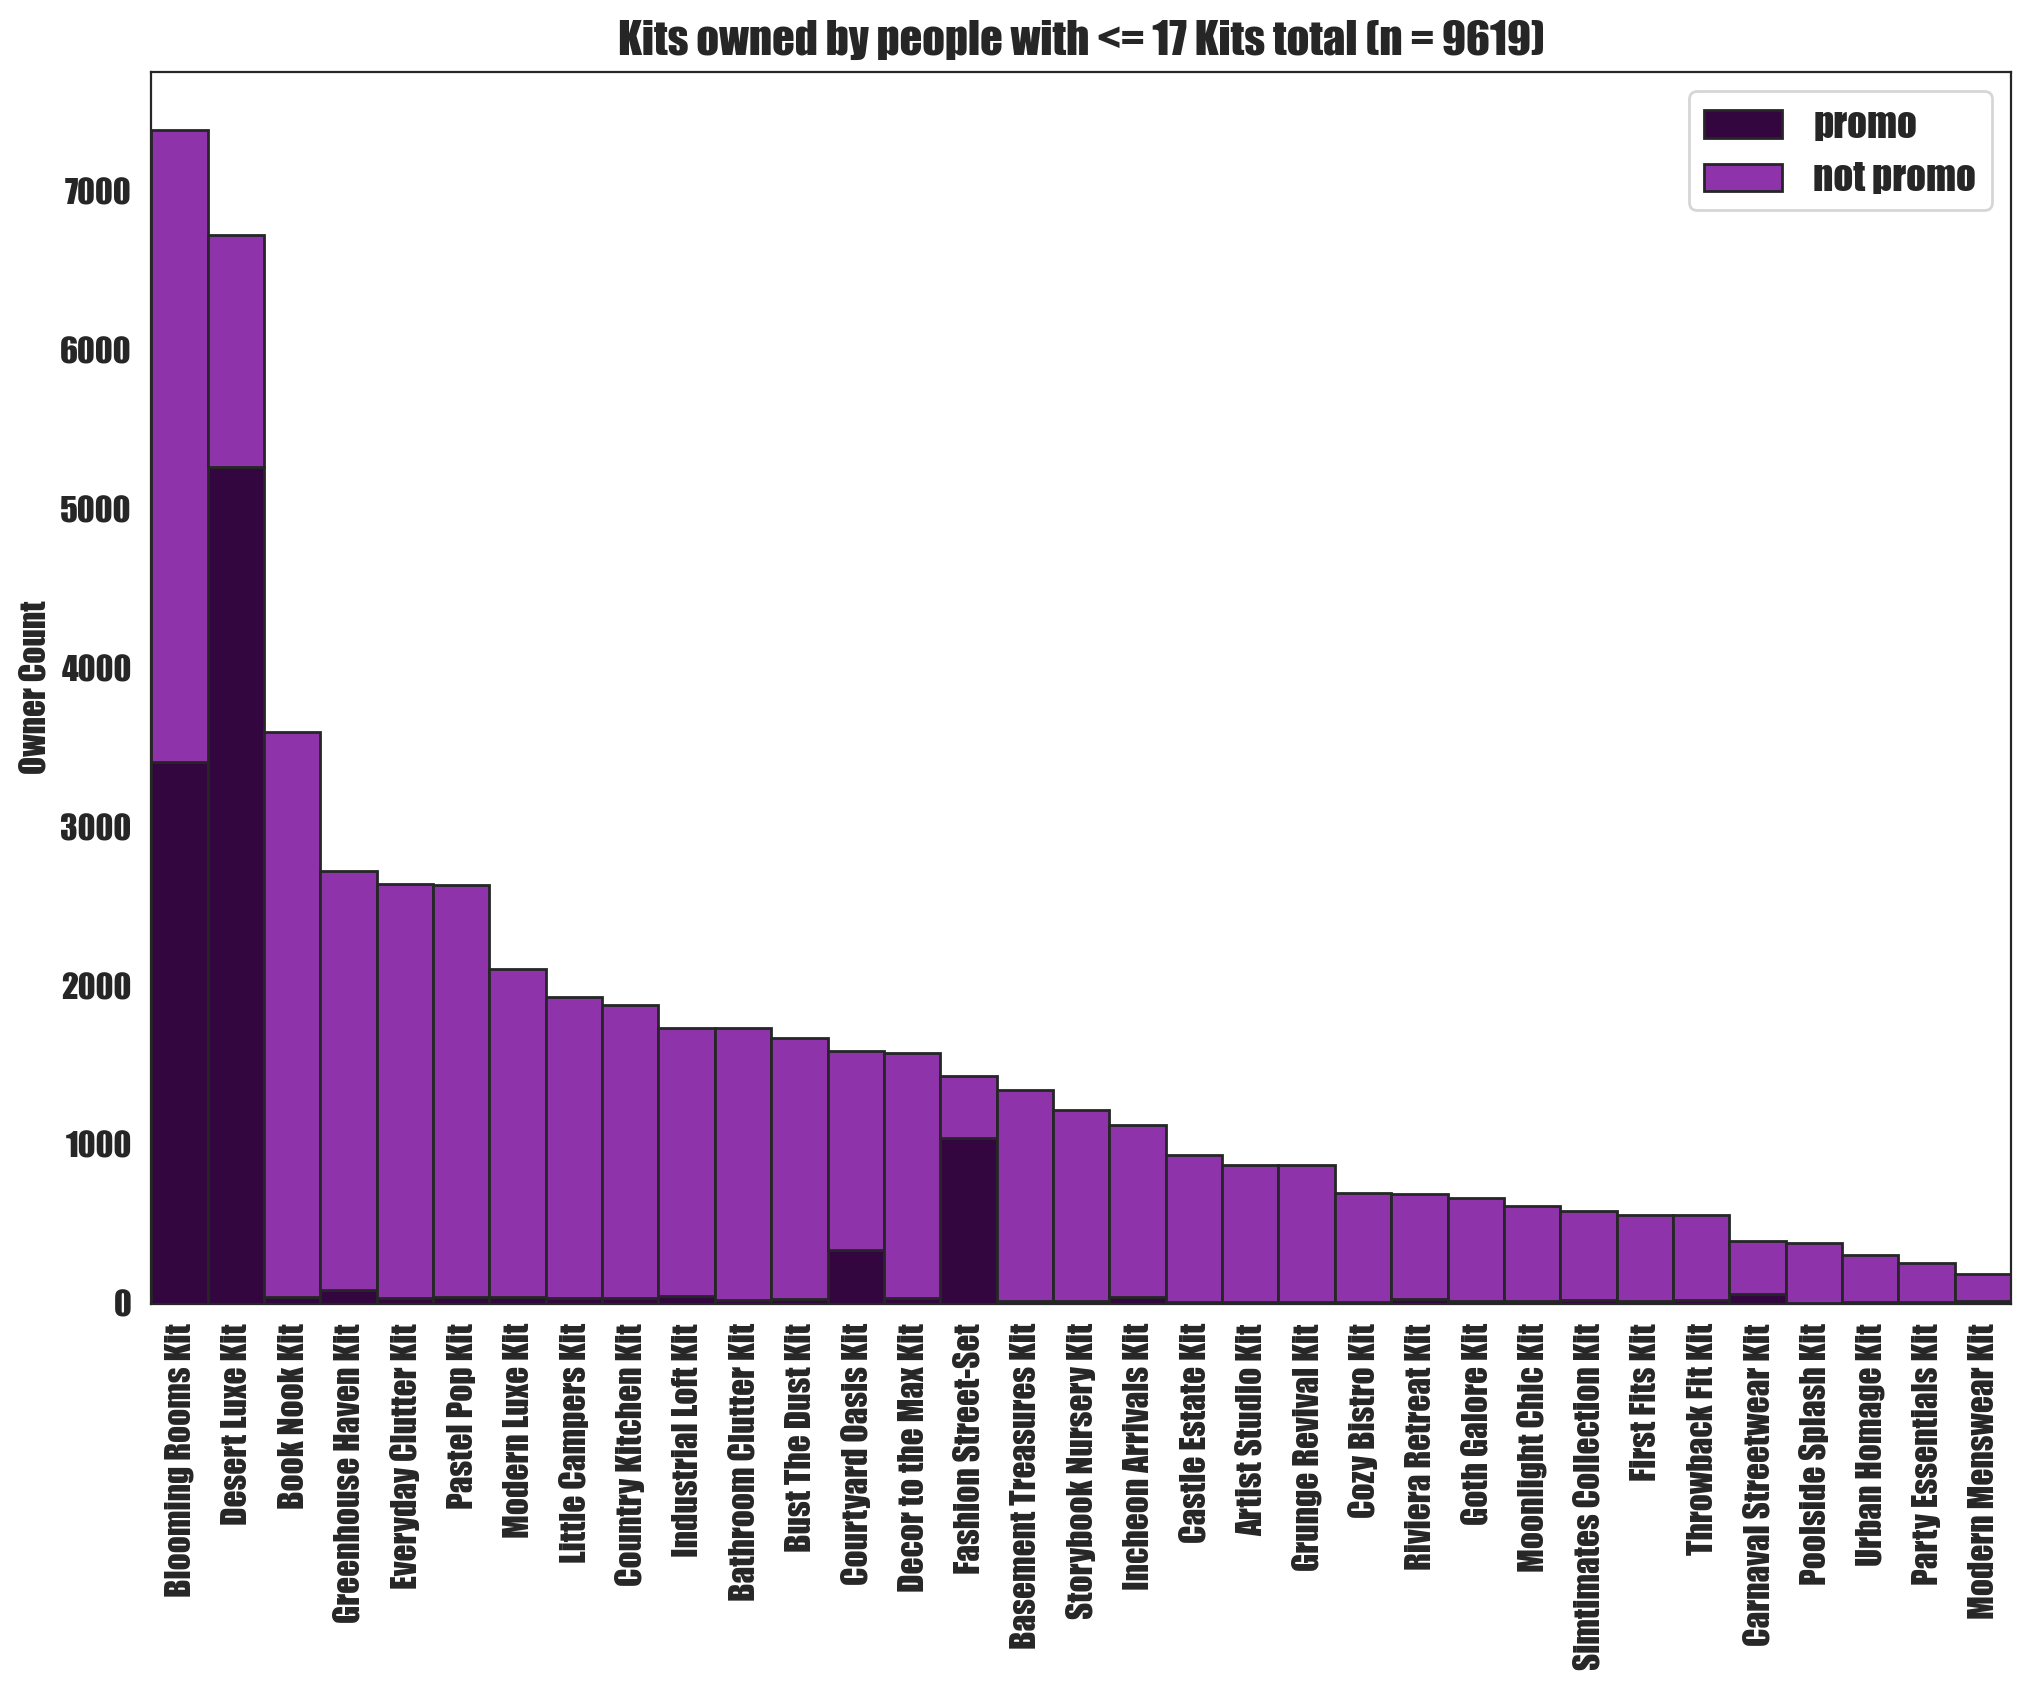 Kits owned by people with <= 17 Kits total (n = 9619)
promo
not promo
Owner Count
7000
6000
5000
4000
3000
2000
1000
0
Blooming Rooms Kit
Desert Luxe Kit
Book Nook Kit
Greenhouse Haven Kit
Everyday Clutter Kit
Pastel Pop Kit
Modern Luxe Kit
Little Campers Kit
Country Kitchen Kit
Industrial Loft Kit
Bathroom Clutter Kit
Bust The Dust Kit
Courtyard Oasis Kit
Decor to the Max Kit
Fashion Street-Set
Basement Treasures Kit
Storybook Nursery Kit
Incheon Arrivals Kit
Castle Estate Kit
Artist Studio Kit
Grunge Revival Kit
Cozy Bistro Kit
Riviera Retreat Kit
Goth Galore Kit
Moonlight Chic Kit
Simtimates Collection Kit
First Fits Kit
Throwback Fit Kit
Carnaval Streetwear Kit
Poolside Splash Kit
Urban Homage Kit
Party Essentials Kit
Modern Menswear Kit